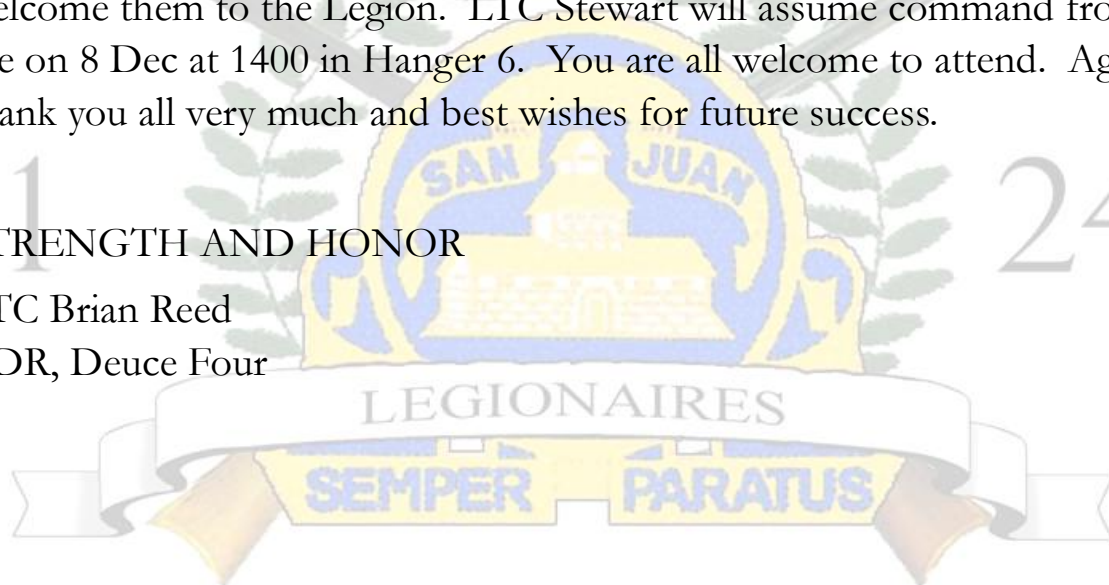 elcome them to the Legion. LTC Stewart will assume command fro
e on 8 Dec at 1400 in Hanger 6. You are all welcome to attend. Ag
ank you all very much and best wishes for future success.
SAN JUAN
1 24
TRENGTH AND HONOR
TC Brian Reed
DR, Deuce Four
LEGIONAIRES
SEMPER PARATUS